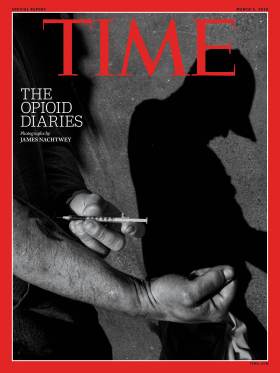 SPECIAL REPORT
MARCH 5, 2018
TIME
THE
OPIOID
DIARIES
Photographs by
JAMES NACHTWEY